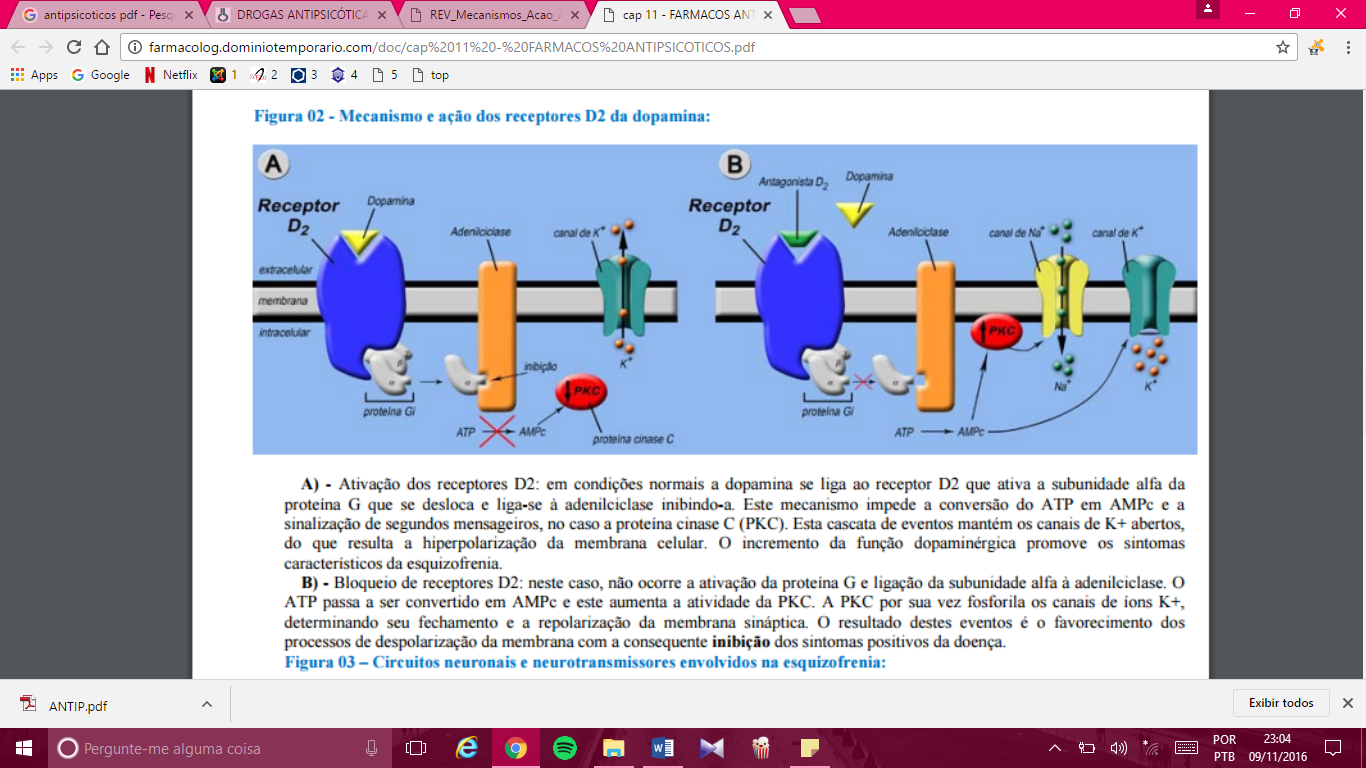 antipsicoticos pdf - Pesq
DROGAS ANTIPSICÓTICA
REV_Mecanismos_Acao_A
cap 11 - FARMACOS ANT
farmacolog.dominiotemporario.com/doc/cap%2011%20-%20FARMACOS%20ANTIPSICOTICOS.pdf
Apps Google Netflix 1 2 3 4 5 top
Figura 02 - Mecanismo e ação dos receptores D2 da dopamina:
A
Receptor D2
Dopamina
Adenilciclase
canal de K+
extracelular
membrana
intracelular
β
α
α
inibição
K+
PKC
proteína Gi
ATP
AMPc
proteína cinase C
B
Antagonista D2
Dopamina
Receptor D2
Adenilciclase
canal de Na+
canal de K+
extracelular
membrana
intracelular
β
α
α
PKC
Na+
K+
proteína Gi
ATP
AMPc
A) - Ativação dos receptores D2: em condições normais a dopamina se liga ao receptor D2 que ativa a subunidade alfa da
proteína G que se desloca e liga-se à adenilciclase inibindo-a. Este mecanismo impede a conversão do ATP em AMPc e a
sinalização de segundos mensageiros, no caso a proteína cinase C (PKC). Esta cascata de eventos mantém os canais de K+ abertos,
do que resulta a hiperpolarização da membrana celular. O incremento da função dopaminérgica promove os sintomas
característicos da esquizofrenia.
B) - Bloqueio de receptores D2: neste caso, não ocorre a ativação da proteína G e ligação da subunidade alfa à adenilciclase. O
ATP passa a ser convertido em AMPc e este aumenta a atividade da PKC. A PKC por sua vez fosforila os canais de íons K+,
determinando seu fechamento e a repolarização da membrana sináptica. O resultado destes eventos é o favorecimento dos
processos de despolarização da membrana com a consequente inibição dos sintomas positivos da doença.
Figura 03 – Circuitos neuronais e neurotransmissores envolvidos na esquizofrenia:
ANTIP.pdf
Exibir todos
Pergunte-me alguma coisa
POR
PTB
23:04
09/11/2016